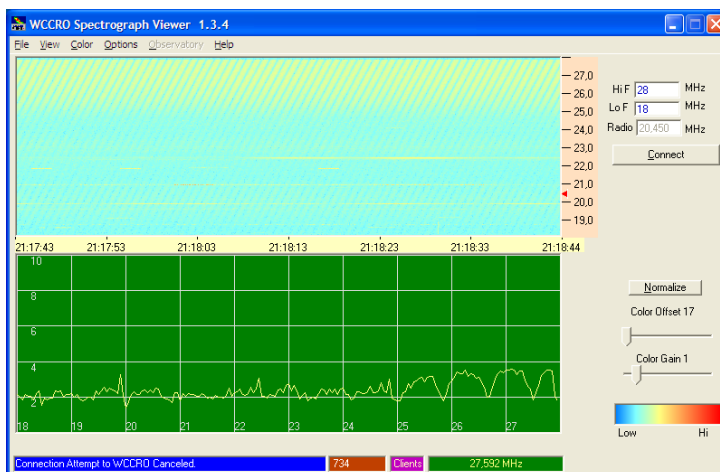 WCCRO Spectrograph Viewer 1.3.4
File View Color Options Observatory Help
27,0
26,0
25,0
24,0
23,0
22,0
21,0
20,0
19,0
21:17:43 21:17:53 21:18:03 21:18:13 21:18:23 21:18:33 21:18:44
10
8
6
4
2
18 19 20 21 22 23 24 25 26 27
Hi F 28 MHz
Lo F 18 MHz
Radio 20,450 MHz
Connect
Normalize
Color Offset 17
Color Gain 1
Low Hi
Connection Attempt to WCCRO Canceled. 734 Clients 27,592 MHz